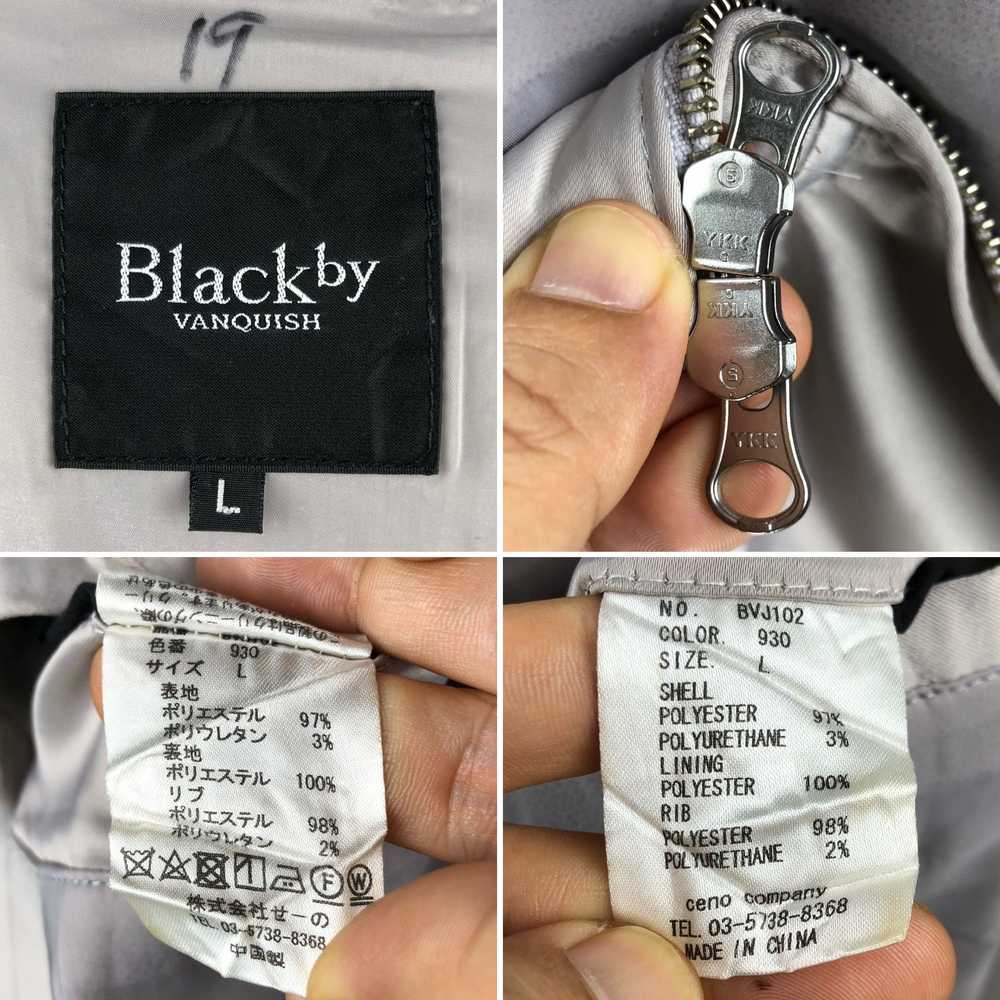 19
Blackby
VANQUISH
L
5
YKK
5
YKK
5
YKK
5
YKK
色番 930
サイズ L
表地
ポリエステル 97%
ポリウレタン 3%
裏地
ポリエステル 100%
リブ
ポリエステル 98%
ポリウレタン 2%
F W
株式会社せーの
TEL. 03-5738-8368
中国製
NO. BVJ102
COLOR. 930
SIZE. L
SHELL
POLYESTER 97%
POLYURETHANE 3%
LINING
POLYESTER 100%
RIB
POLYESTER 98%
POLYURETHANE 2%
ceno company
TEL. 03-5738-8368
MADE IN CHINA